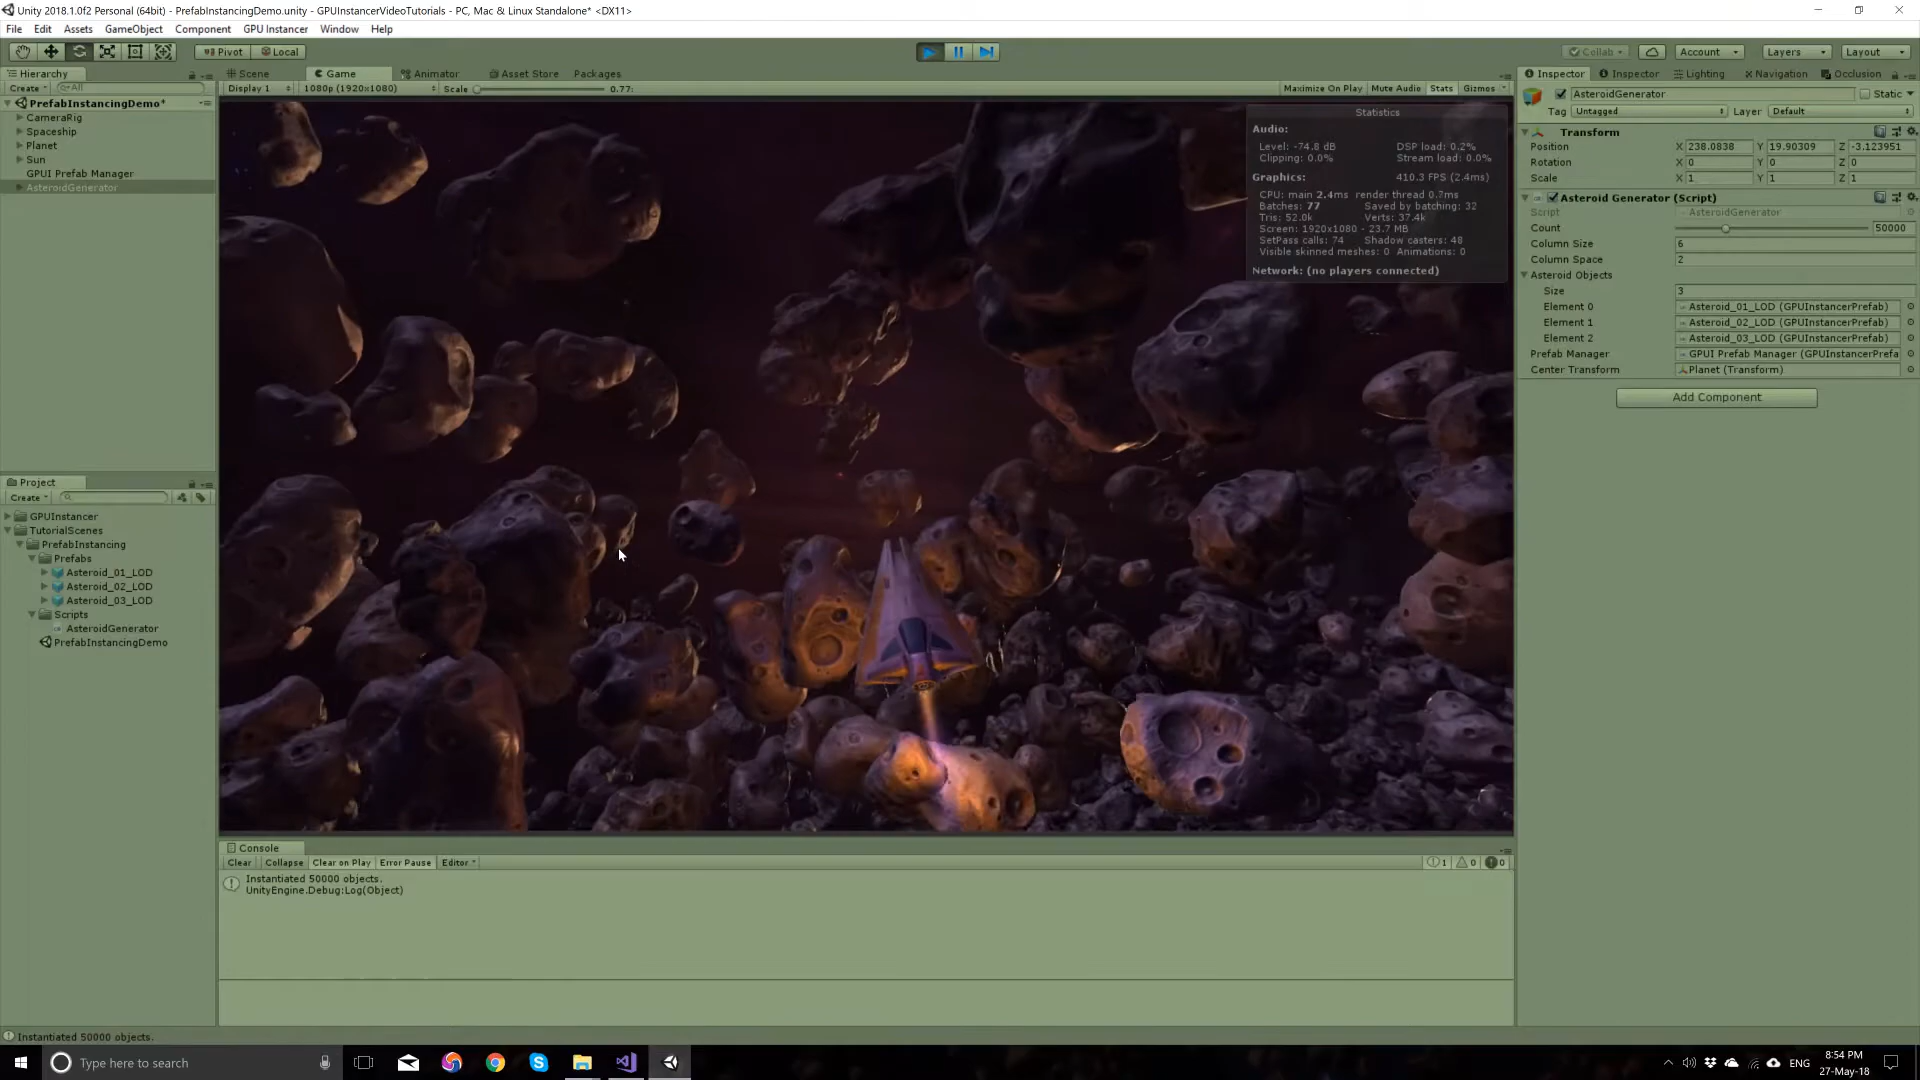 Unity 2018.1.0f2 Personal (64bit) - PrefabInstancingDemo.unity - GPUInstancerVideoTutorials - PC, Mac & Linux Standalone* <DX11>
File Edit Assets GameObject Component GPU Instancer Window Help
Pivot Local Collab Account Layers Layout
Hierarchy
Create All
PrefabInstancingDemo*
CameraRig
Spaceship
Planet
Sun
GPU Prefab Manager
AsteroidGenerator
Project
Create
GPUInstancer
TutorialScenes
PrefabInstancing
Prefabs
Asteroid_01_LOD
Asteroid_02_LOD
Asteroid_03_LOD
Scripts
AsteroidGenerator
PrefabInstancingDemo
Scene Game Animator Asset Store Packages
Display 1 1080p (1920x1080) Scale 0.77: Maximize On Play Mute Audio Stats Gizmos
Statistics
Audio:
Level: -74.8 dB DSP load: 0.2%
Clipping: 0.0% Stream load: 0.0%
Graphics: 410.3 FPS (2.4ms)
CPU: main 2.4ms render thread 0.7ms
Batches: 77 Saved by batching: 32
Tris: 52.0k Verts: 37.4k
Screen: 1920x1080 - 23.7 MB
SetPass calls: 74 Shadow casters: 48
Visible skinned meshes: 0 Animations: 0
Network: (no players connected)
Console
Clear Collapse Clear on Play Error Pause Editor 1 0 0
Instantiated 50000 objects.
UnityEngine.Debug:Log(Object)
Inspector Inspector Lighting Navigation Occlusion
AsteroidGenerator Static
Tag Untagged Layer Default
Transform
Position X 238.0838 Y 19.90309 Z -3.123951
Rotation X 0 Y 0 Z 0
Scale X 1 Y 1 Z 1
Asteroid Generator (Script)
Script AsteroidGenerator
Count 50000
Column Size 6
Column Space 2
Asteroid Objects
Size 3
Element 0 Asteroid_01_LOD (GPUInstancerPrefab)
Element 1 Asteroid_02_LOD (GPUInstancerPrefab)
Element 2 Asteroid_03_LOD (GPUInstancerPrefab)
Prefab Manager GPUI Prefab Manager (GPUInstancerPrefa
Center Transform Planet (Transform)
Add Component
Instantiated 50000 objects.
Type here to search
ENG
8:54 PM
27-May-18